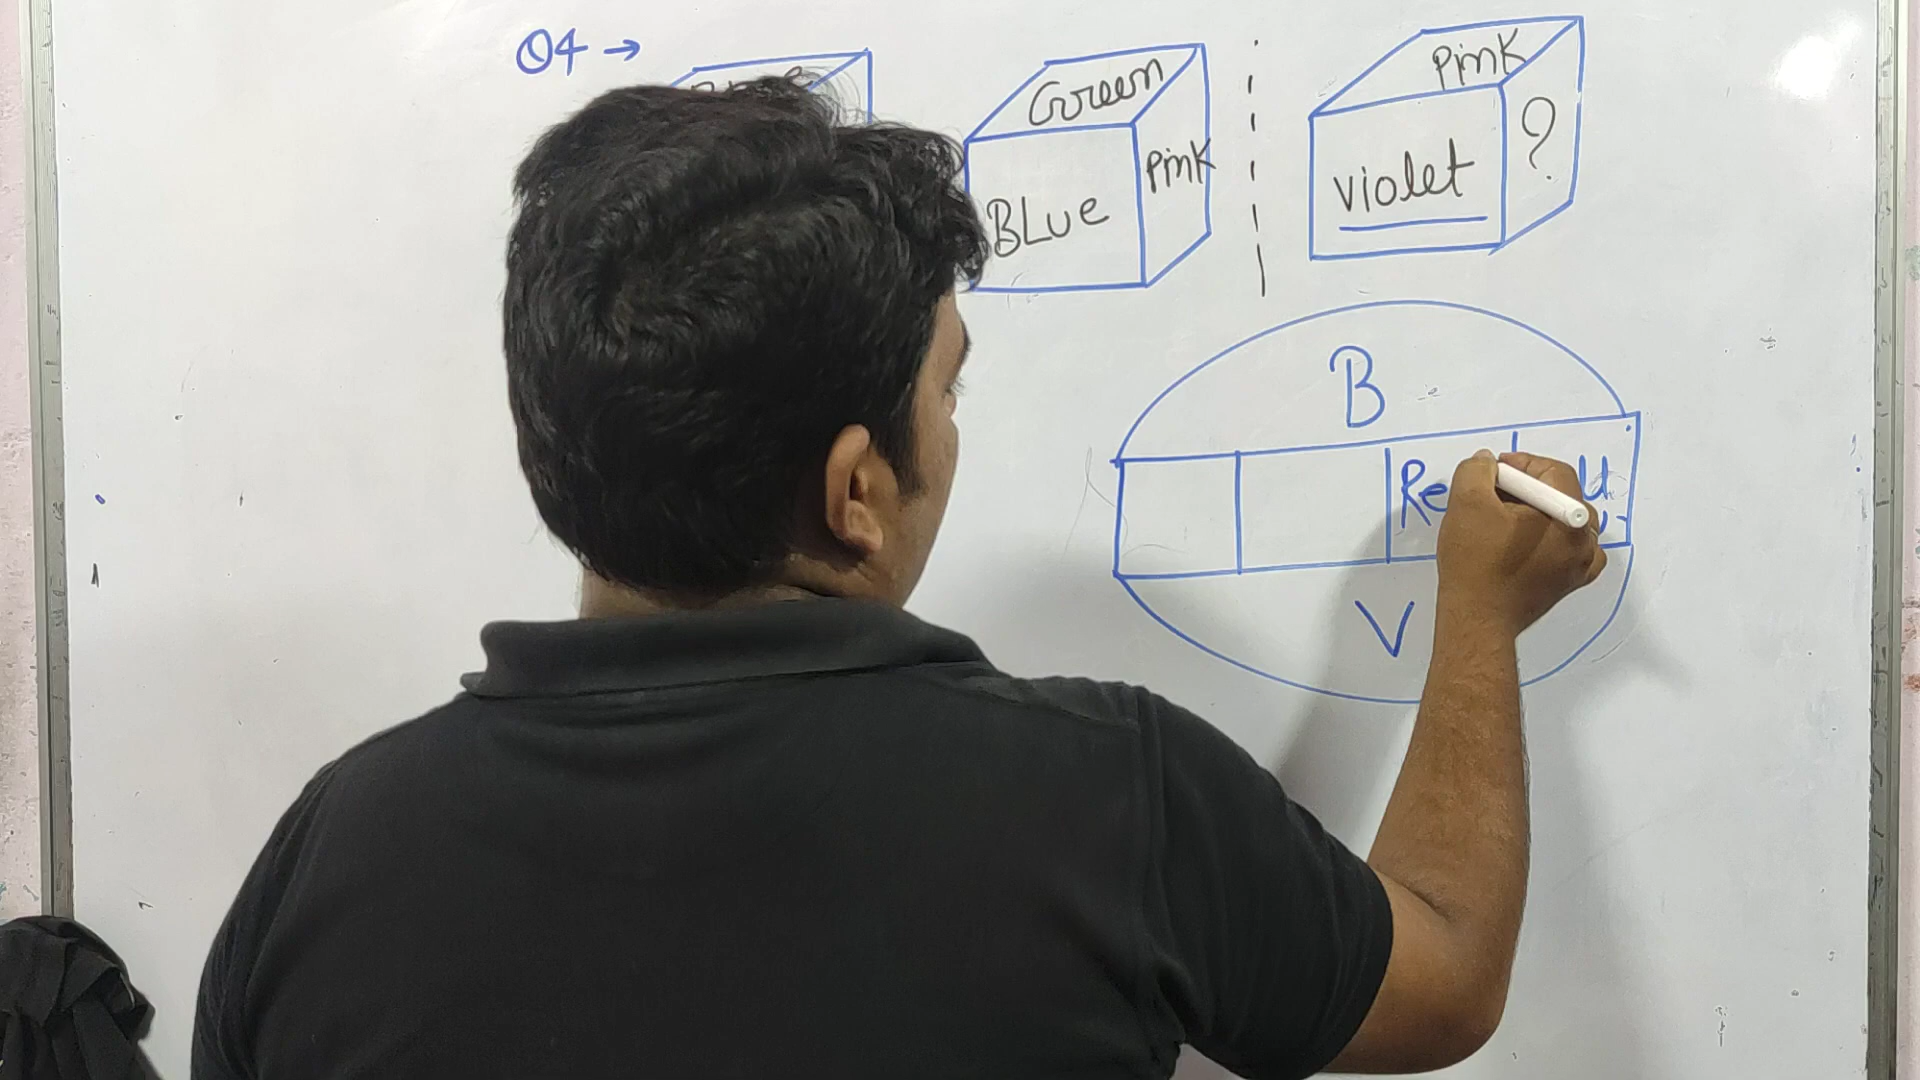 Q4 →
Green
BLue
Pink
Pink
violet
?
B
Re
V